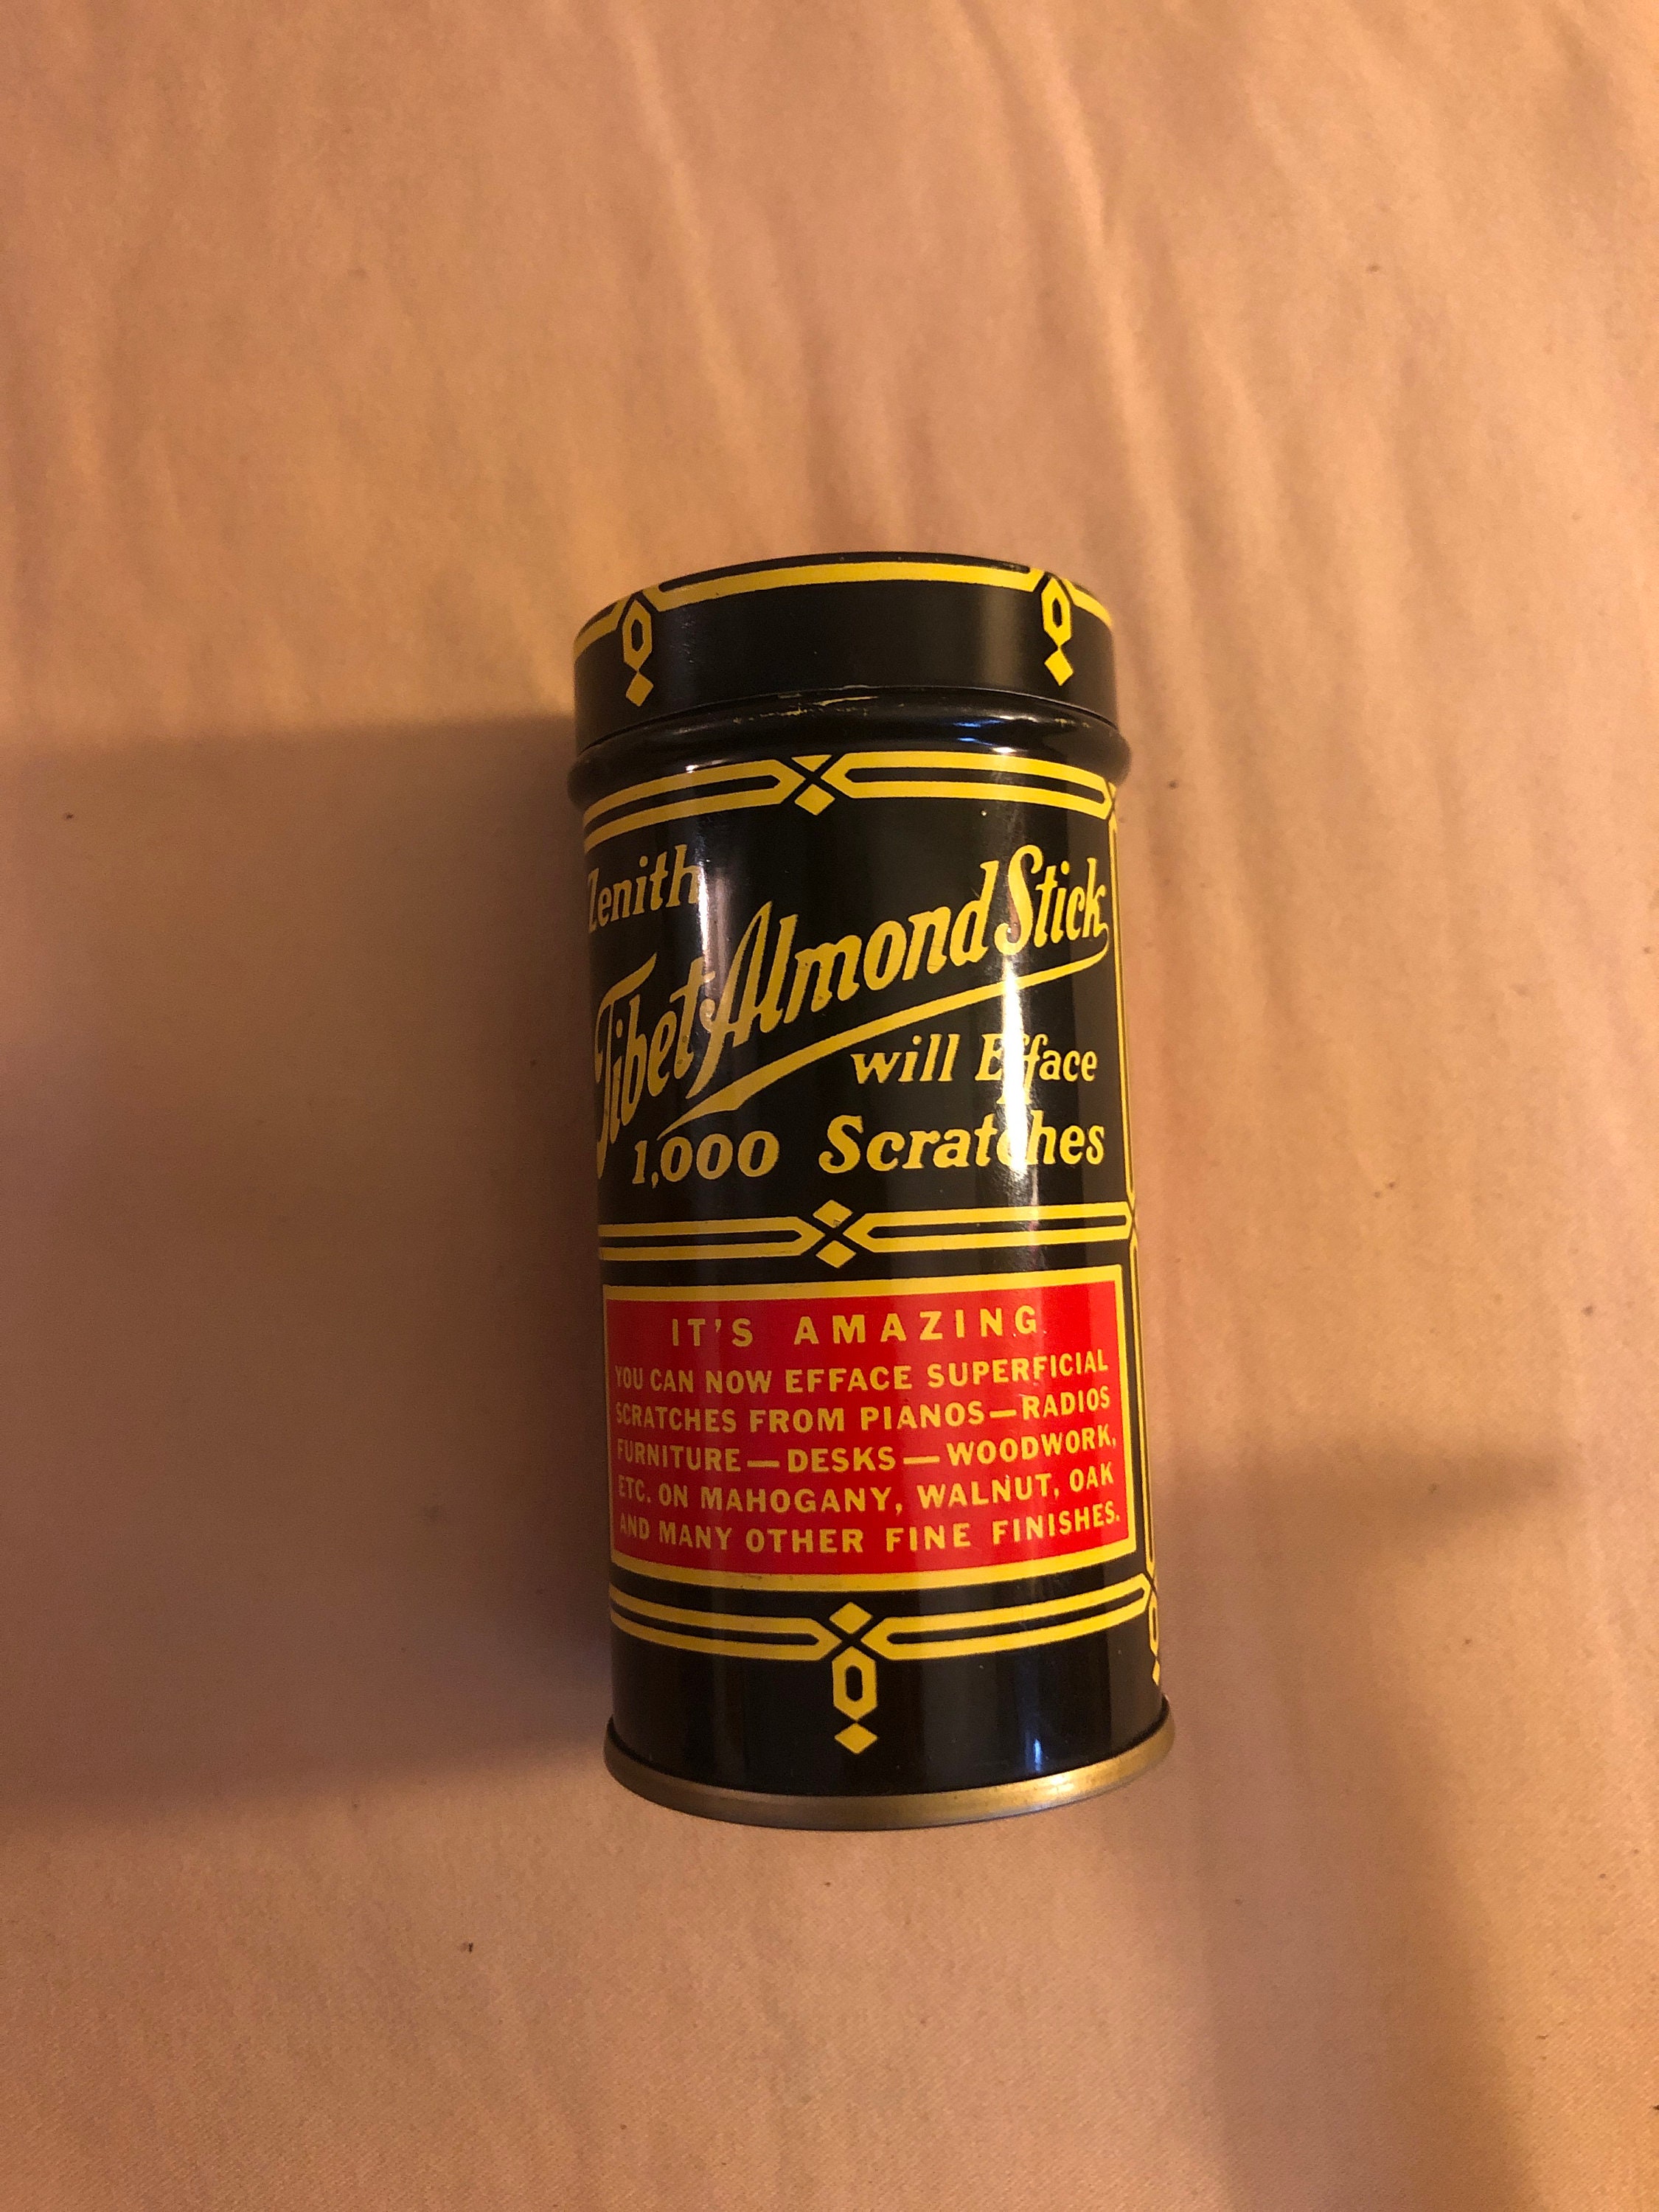 Zenith
Tibet Almond Stick
will Efface
1,000 Scratches
IT'S AMAZING
YOU CAN NOW EFFACE SUPERFICIAL
SCRATCHES FROM PIANOS—RADIOS
FURNITURE—DESKS—WOODWORK,
ETC. ON MAHOGANY, WALNUT, OAK
AND MANY OTHER FINE FINISHES.